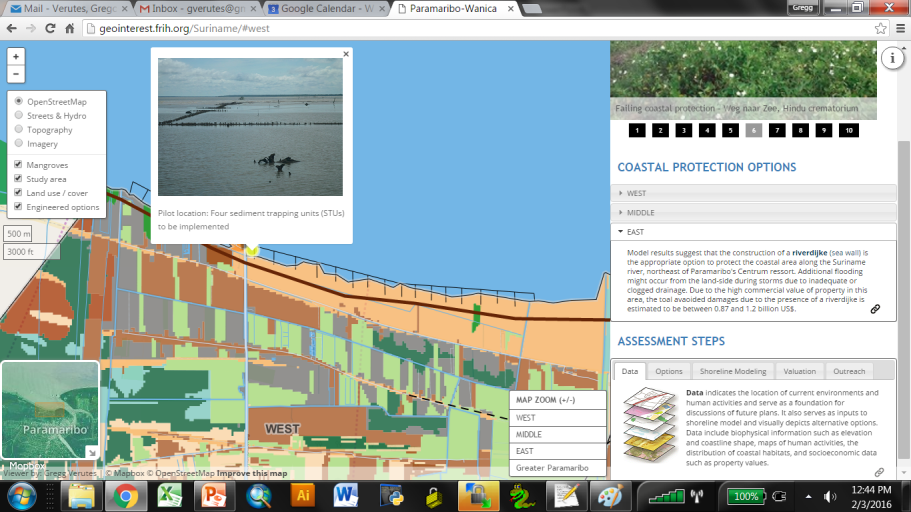 Mail - Verutes, Grego
Inbox - gverutes@gm
Google Calendar - W
Paramaribo-Wanica
Gregg
geointerest.frih.org/Suriname/#west
+
−
OpenStreetMap
Streets & Hydro
Topography
Imagery
Mangroves
Study area
Land use / cover
Engineered options
500 m
3000 ft
Pilot location: Four sediment trapping units (STUs)
to be implemented
WEST
MAP ZOOM (+/-)
WEST
MIDDLE
EAST
Greater Paramaribo
Paramaribo
Mapbox
Viewer by: Gregg Verutes | © Mapbox © OpenStreetMap Improve this map
i
Failing coastal protection - Weg naar Zee, Hindu crematorium
1 2 3 4 5 6 7 8 9 10
COASTAL PROTECTION OPTIONS
WEST
MIDDLE
EAST
Model results suggest that the construction of a riverdijke (sea wall) is
the appropriate option to protect the coastal area along the Suriname
river, northeast of Paramaribo's Centrum ressort. Additional flooding
might occur from the land-side during storms due to inadequate or
clogged drainage. Due to the high commercial value of property in this
area, the toal avaoided damages due to the presence of a riverdijke is
estimated to be between 0.87 and 1.2 billion US$.
ASSESSMENT STEPS
Data Options Shoreline Modeling Valuation Outreach
Data indicates the location of current environments and
human activities and serve as a foundation for
discussions of future plans. It also serves as inputs to
shoreline model and visually depicts alternative options.
Data include biophysical information such as elevation
and coastline shape, maps of human activities, the
distribution of coastal habitats, and socioeconomic data
such as property values.
Ai
100%
12:44 PM
2/3/2016